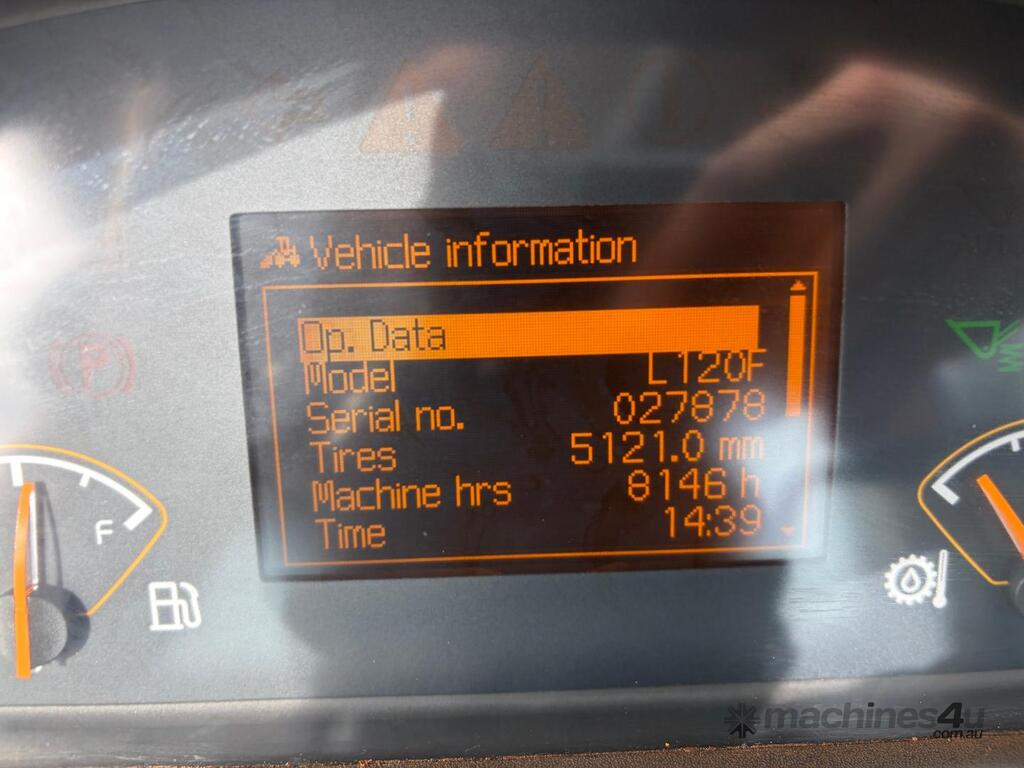 Vehicle information
Op. Data
Model L120F
Serial no. 027878
Tires 5121.0 mm
Machine hrs 8146 h
Time 14:39
P
F
machines4u
.com.au